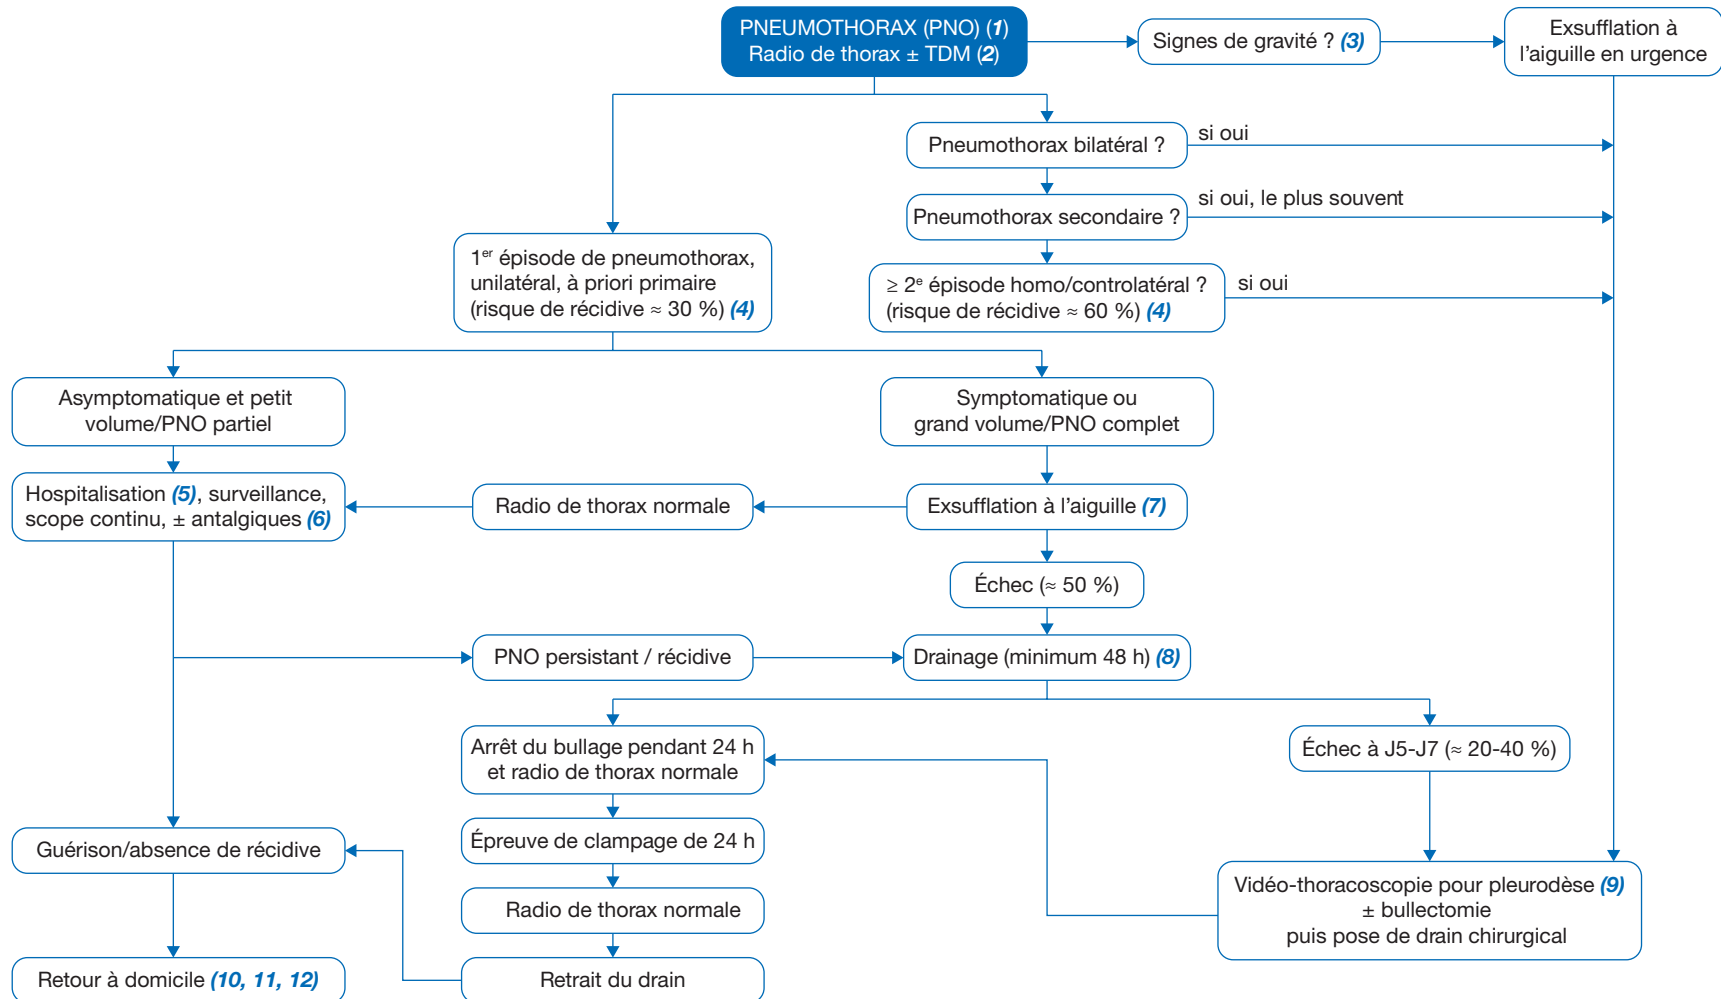 PNEUMOTHORAX (PNO) (1)
Radio de thorax ± TDM (2)
Signes de gravité ? (3)
Exsufflation à
l'aiguille en urgence
Pneumothorax bilatéral ?
si oui
Pneumothorax secondaire ?
si oui, le plus souvent
1er épisode de pneumothorax,
unilatéral, à priori primaire
(risque de récidive ≈ 30 %) (4)
≥ 2e épisode homo/controlatéral ?
(risque de récidive ≈ 60 %) (4)
si oui
Asymptomatique et petit
volume/PNO partiel
Symptomatique ou
grand volume/PNO complet
Hospitalisation (5), surveillance,
scope continu, ± antalgiques (6)
Radio de thorax normale
Exsufflation à l'aiguille (7)
Échec (≈ 50 %)
PNO persistant / récidive
Drainage (minimum 48 h) (8)
Arrêt du bullage pendant 24 h
et radio de thorax normale
Échec à J5-J7 (≈ 20-40 %)
Épreuve de clampage de 24 h
Guérison/absence de récidive
Radio de thorax normale
Vidéo-thoracoscopie pour pleurodèse (9)
± bullectomie
puis pose de drain chirurgical
Retour à domicile (10, 11, 12)
Retrait du drain